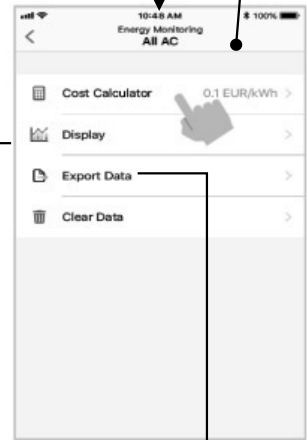 10:48 AM
100%
Energy Monitoring
All AC
Cost Calculator 0.1 EUR/kWh
Display
Export Data
Clear Data